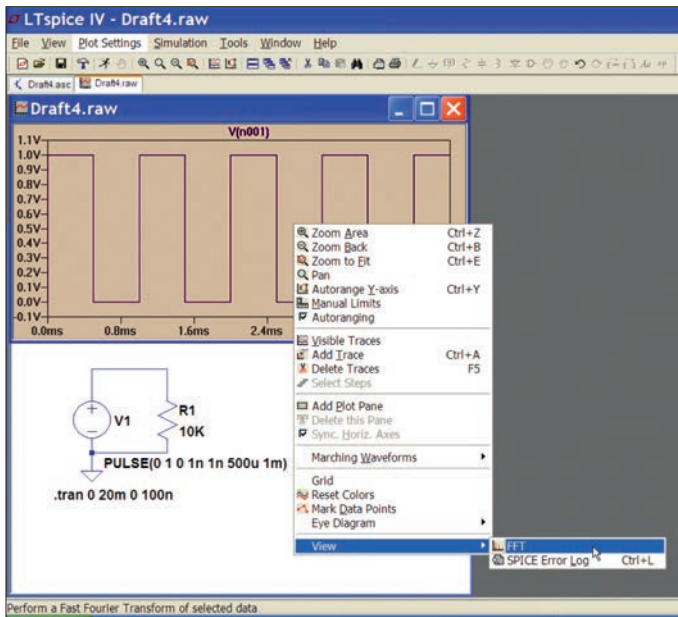 LTspice IV - Draft4.raw
File View Plot Settings Simulation Tools Window Help
Draft4.asc Draft4.raw
Draft4.raw
V(n001)
1.1V
1.0V
0.9V
0.8V
0.7V
0.6V
0.5V
0.4V
0.3V
0.2V
0.1V
0.0V
-0.1V
0.0ms 0.8ms 1.6ms 2.4ms
Zoom Area Ctrl+Z
Zoom Back Ctrl+B
Zoom to Fit Ctrl+E
Pan
Autorange Y-axis Ctrl+Y
Manual Limits
Autoranging
Visible Traces
Add Trace Ctrl+A
Delete Traces F5
Select Steps
Add Plot Pane
Delete this Pane
Sync. Horiz. Axes
Marching Waveforms
Grid
Reset Colors
Mark Data Points
Eye Diagram
View
FFT
SPICE Error Log Ctrl+L
V1
R1
10K
PULSE(0 1 0 1n 1n 500u 1m)
.tran 0 20m 0 100n
Perform a Fast Fourier Transform of selected data